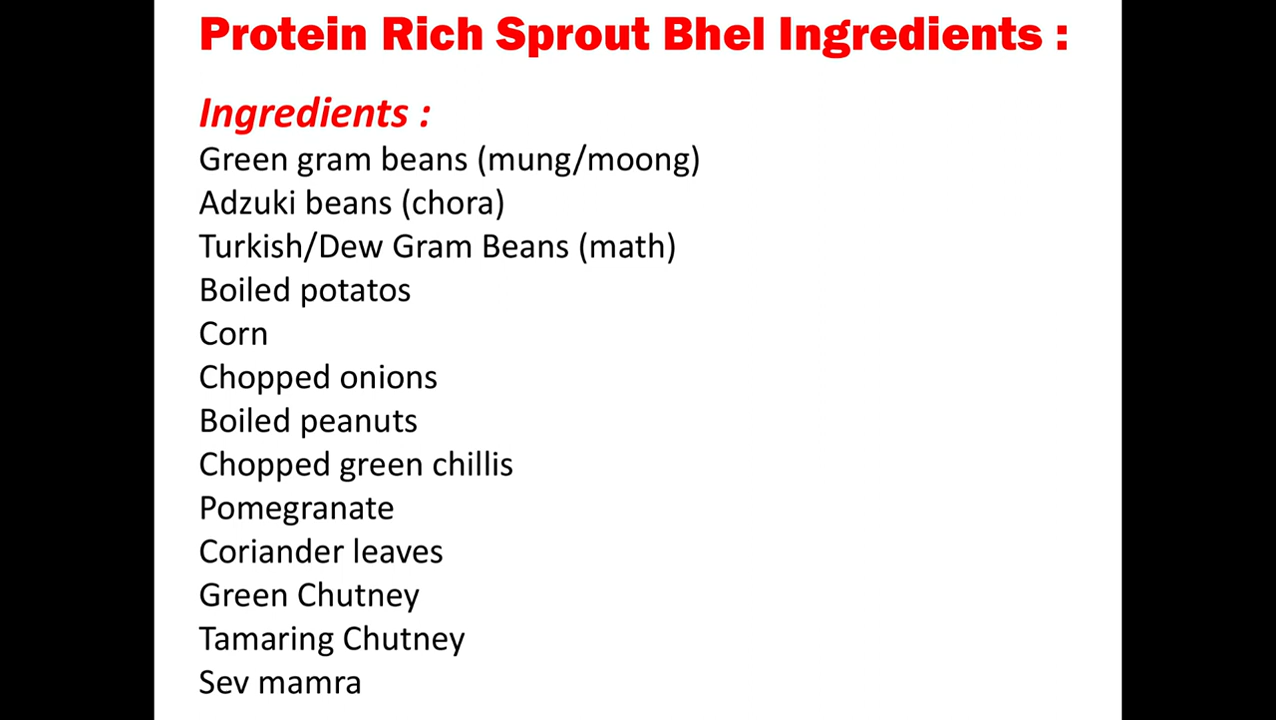 Protein Rich Sprout Bhel Ingredients :
Ingredients :
Green gram beans (mung/moong)
Adzuki beans (chora)
Turkish/Dew Gram Beans (math)
Boiled potatos
Corn
Chopped onions
Boiled peanuts
Chopped green chillis
Pomegranate
Coriander leaves
Green Chutney
Tamaring Chutney
Sev mamra